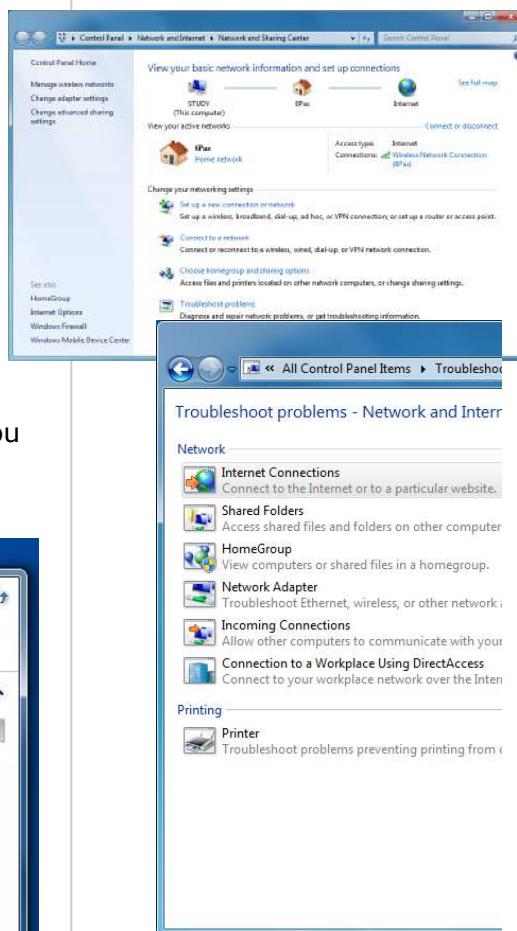 Control Panel ▸ Network and Internet ▸ Network and Sharing Center
Search Control Panel
Control Panel Home
Manage wireless networks
Change adapter settings
Change advanced sharing
settings
See also
HomeGroup
Internet Options
Windows Firewall
Windows Mobile Device Center
View your basic network information and set up connections
See full map
STUDY
(This computer)
Internet
View your active networks
Connect or disconnect
Home network
Access type: Internet
Connections: Wireless Network Connection
Change your networking settings
Set up a new connection or network
Set up a wireless, broadband, dial-up, ad hoc, or VPN connection; or set up a router or access point.
Connect to a network
Connect or reconnect to a wireless, wired, dial-up, or VPN network connection.
Choose homegroup and sharing options
Access files and printers located on other network computers, or change sharing settings.
Troubleshoot problems
Diagnose and repair network problems, or get troubleshooting information.
ou
« All Control Panel Items ▸ Troubleshoo
Troubleshoot problems - Network and Intern
Network
Internet Connections
Connect to the Internet or to a particular website.
Shared Folders
Access shared files and folders on other computer
HomeGroup
View computers or shared files in a homegroup.
Network Adapter
Troubleshoot Ethernet, wireless, or other network
Incoming Connections
Allow other computers to communicate with your
Connection to a Workplace Using DirectAccess
Connect to your workplace network over the Inter
Printing
Printer
Troubleshoot problems preventing printing from